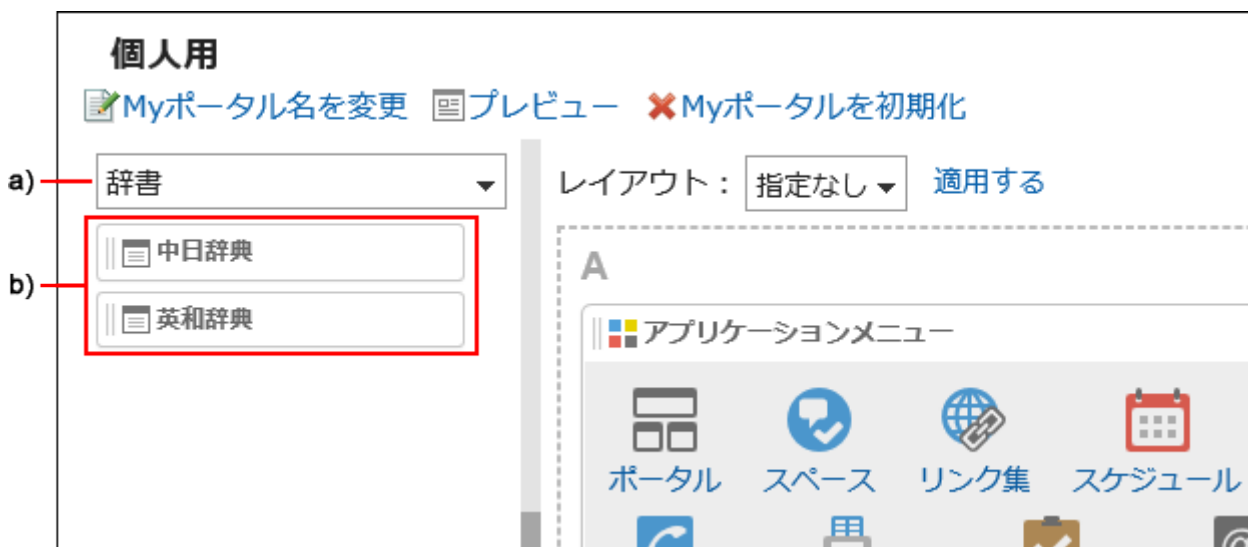 個人用
Myポータル名を変更 プレビュー Myポータルを初期化
a) 辞書 レイアウト： 指定なし 適用する
b) 中日辞典
英和辞典
A
アプリケーションメニュー
ポータル スペース リンク集 スケジュール